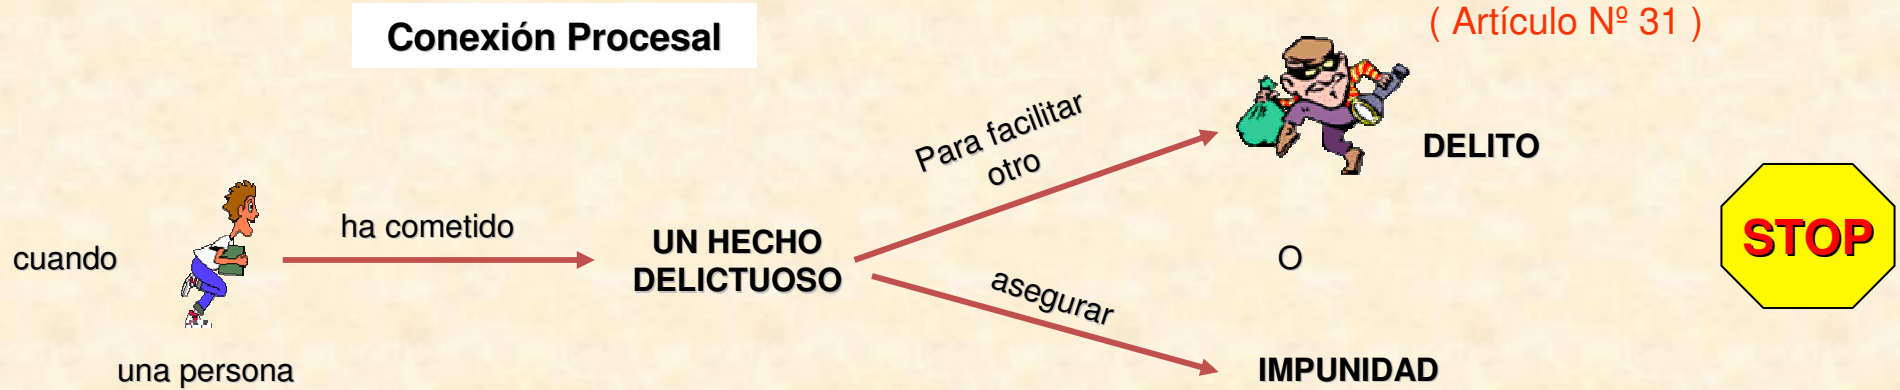 Conexión Procesal
( Artículo Nº 31 )
cuando
una persona
ha cometido
UN HECHO
DELICTUOSO
Para facilitar
otro
DELITO
O
asegurar
IMPUNIDAD
STOP